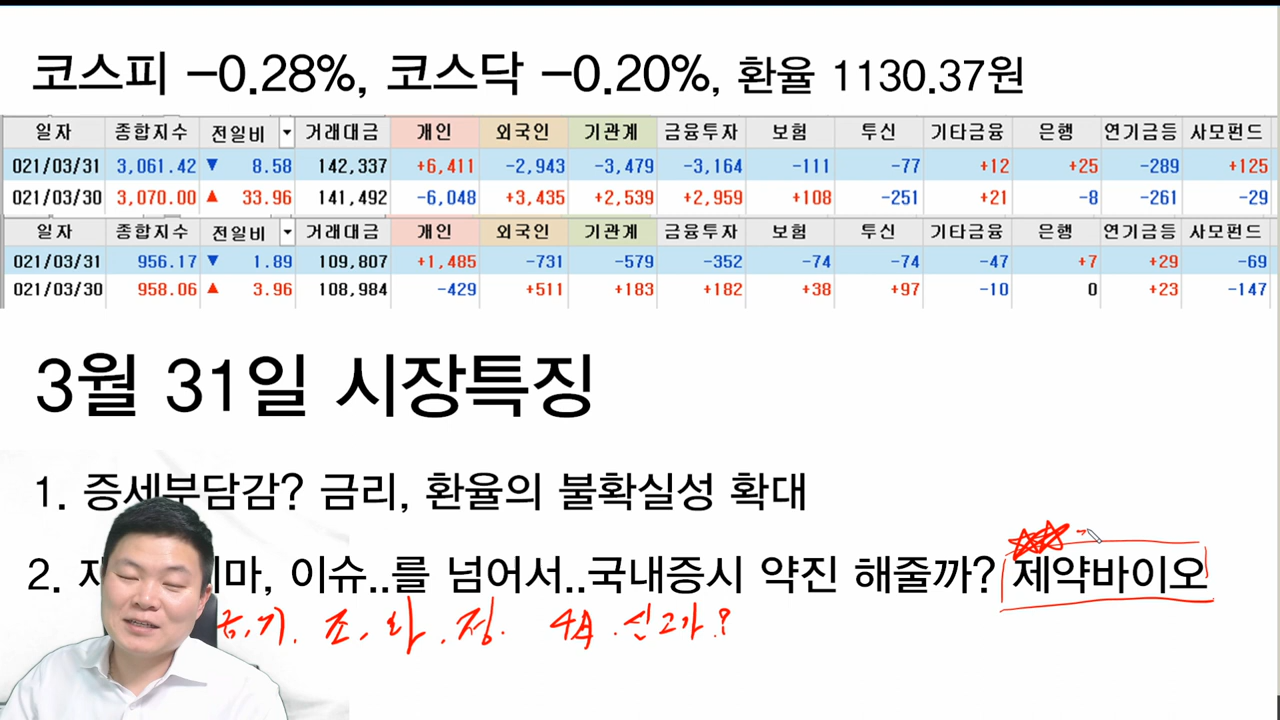 코스피 -0.28%, 코스닥 -0.20%, 환율 1130.37원
일자 종합지수 전일비 거래대금 개인 외국인 기관계 금융투자 보험 투신 기타금융 은행 연기금등 사모펀드
021/03/31 3,061.42 ▼ 8.58 142,337 +6,411 -2,943 -3,479 -3,164 -111 -77 +12 +25 -289 +125
021/03/30 3,070.00 ▲ 33.96 141,492 -6,048 +3,435 +2,539 +2,959 +108 -251 +21 -8 -261 -29
일자 종합지수 전일비 거래대금 개인 외국인 기관계 금융투자 보험 투신 기타금융 은행 연기금등 사모펀드
021/03/31 956.17 ▼ 1.89 109,807 +1,485 -731 -579 -352 -74 -74 -47 +7 +29 -69
021/03/30 958.06 ▲ 3.96 108,984 -429 +511 +183 +182 +38 +97 -10 0 +23 -147
3월 31일 시장특징
1. 증세부담감? 금리, 환율의 불확실성 확대
2. 이슈..를 넘어서..국내증시 약진 해줄까? 제약바이오
조, 화, 정. 신고가?